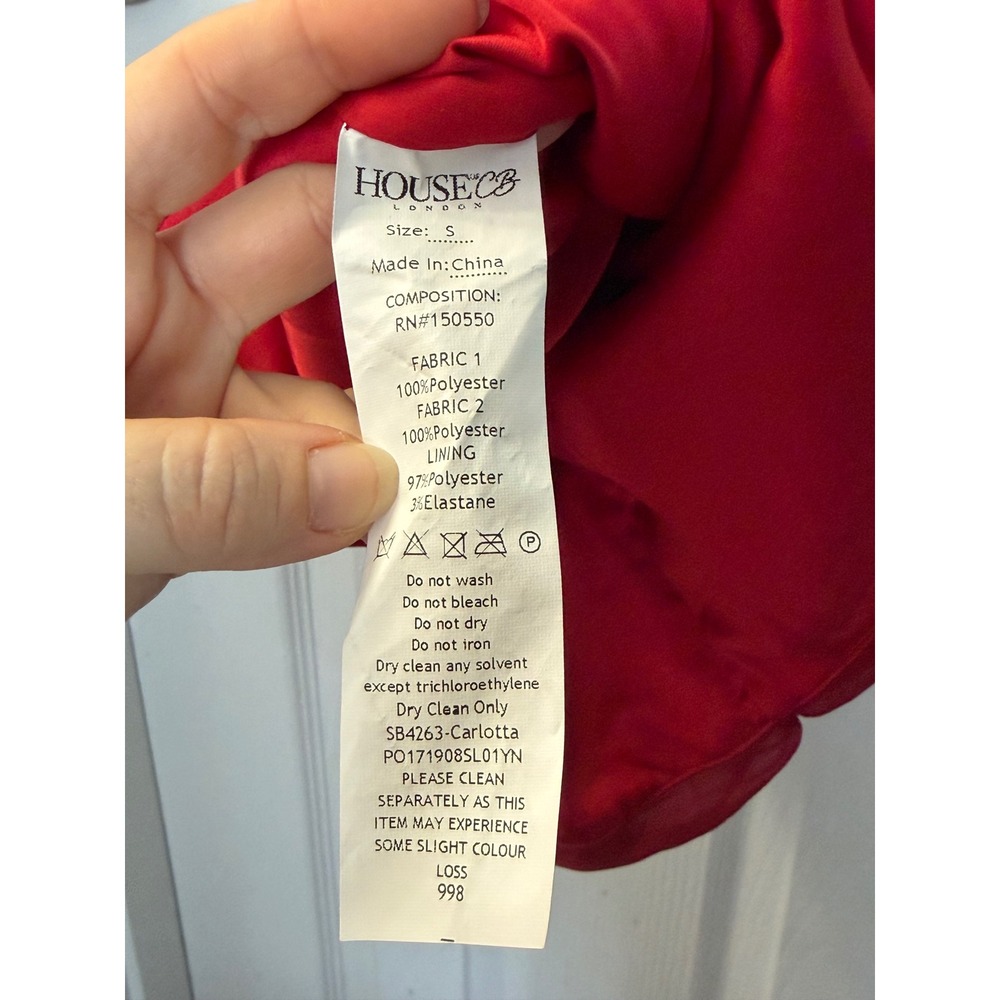 HOUSE OF CB
LONDON
Size: S
Made In: China
COMPOSITION:
RN#150550
FABRIC 1
100%Polyester
FABRIC 2
100%Polyester
LINING
97%Polyester
3%Elastane
P
Do not wash
Do not bleach
Do not dry
Do not iron
Dry clean any solvent
except trichloroethylene
Dry Clean Only
SB4263-Carlotta
PO171908SL01YN
PLEASE CLEAN
SEPARATELY AS THIS
ITEM MAY EXPERIENCE
SOME SLIGHT COLOUR
LOSS
998